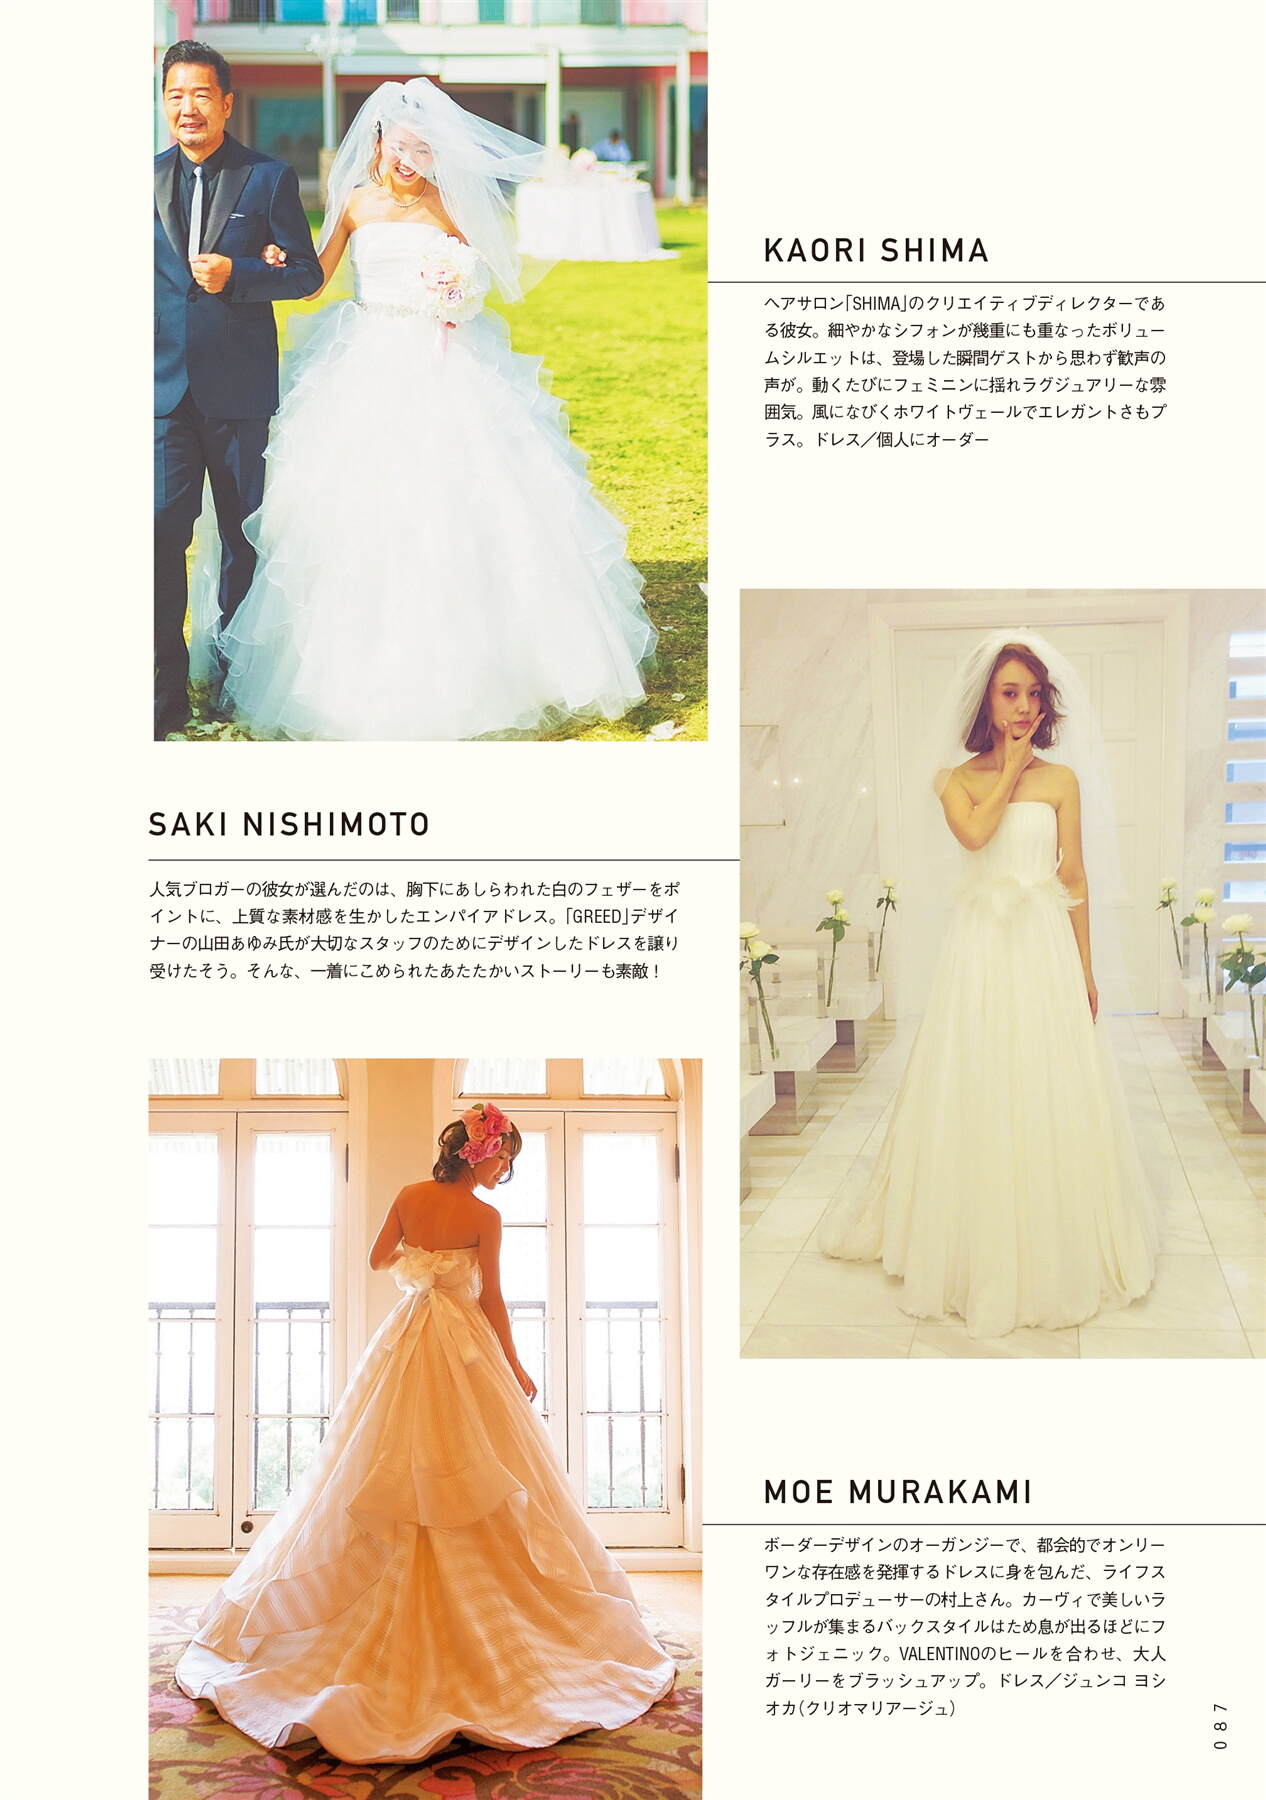 KAORI SHIMA
ヘアサロン「SHIMA」のクリエイティブディレクターであ
る彼女。細やかなシフォンが幾重にも重なったボリュー
ムシルエットは、登場した瞬間ゲストから思わず歓声の
声が。動くたびにフェミニンに揺れラグジュアリーな雰
囲気。風になびくホワイトヴェールでエレガントさもプ
ラス。ドレス／個人にオーダー
SAKI NISHIMOTO
人気ブロガーの彼女が選んだのは、胸下にあしらわれた白のフェザーをポ
イントに、上質な素材感を生かしたエンパイアドレス。「GREED」デザイ
ナーの山田あゆみ氏が大切なスタッフのためにデザインしたドレスを譲り
受けたそう。そんな、一着にこめられたあたたかいストーリーも素敵！
MOE MURAKAMI
ボーダーデザインのオーガンジーで、都会的でオンリー
ワンな存在感を発揮するドレスに身を包んだ、ライフス
タイルプロデューサーの村上さん。カーヴィで美しいラ
ッフルが集まるバックスタイルはため息が出るほどにフ
ォトジェニック。VALENTINOのヒールを合わせ、大人
ガーリーをブラッシュアップ。ドレス／ジュンコ ヨシ
オカ（クリオマリアージュ）
087